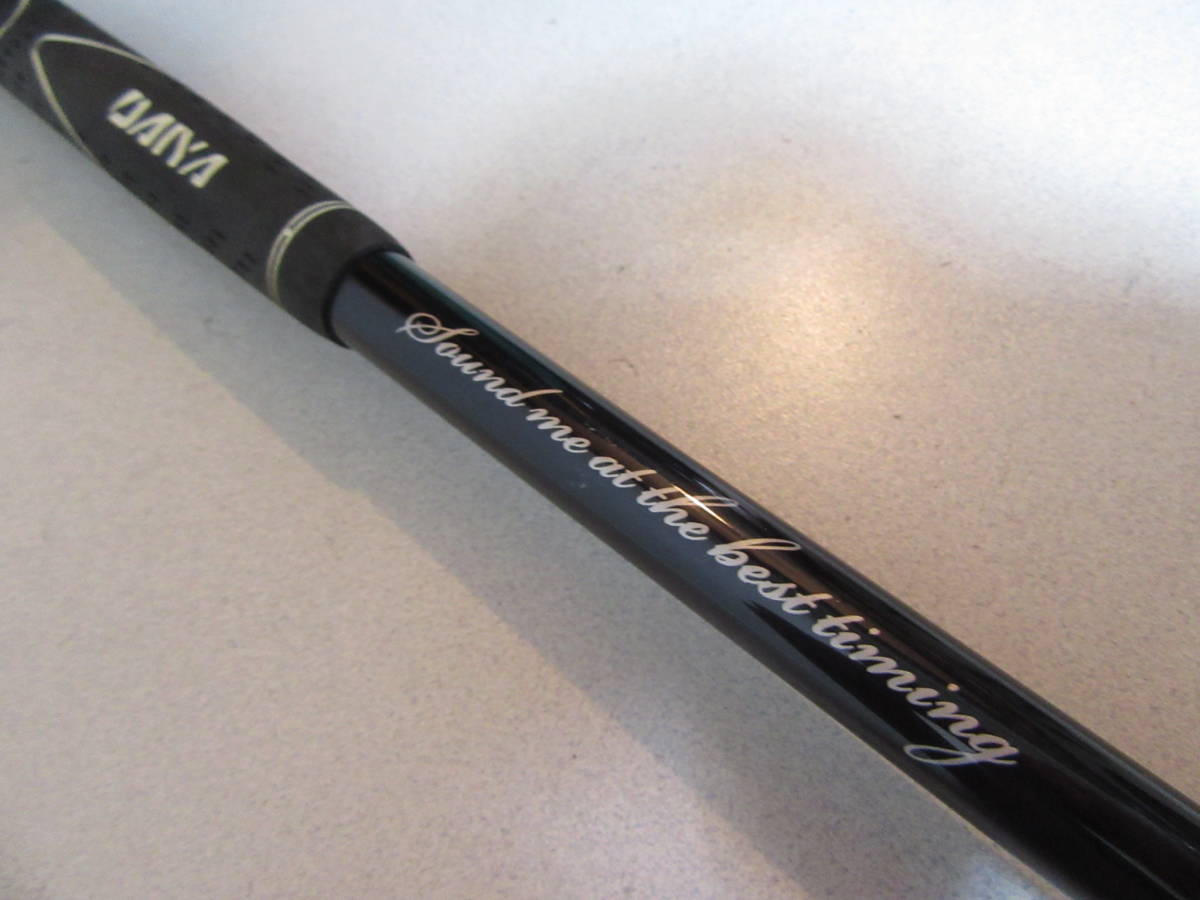 DAIYA
Sound me at the best timing